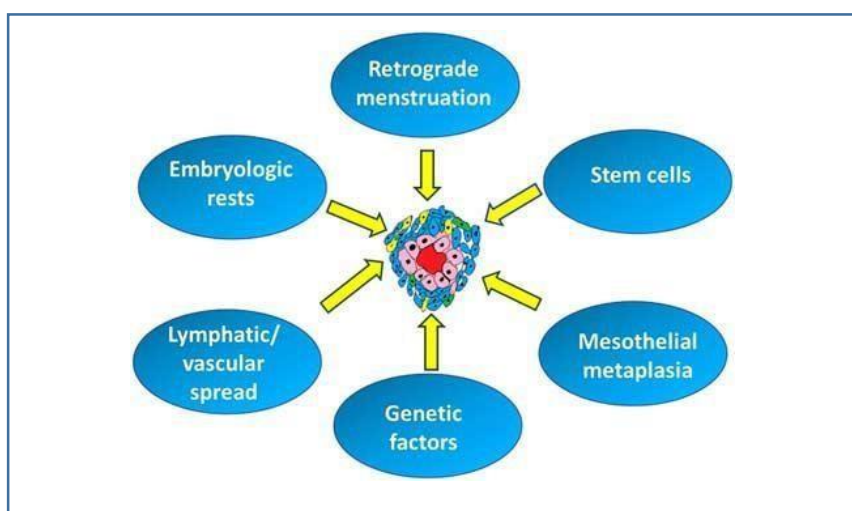 Retrograde
menstruation
Embryologic
rests
Stem cells
Lymphatic/
vascular
spread
Mesothelial
metaplasia
Genetic
factors